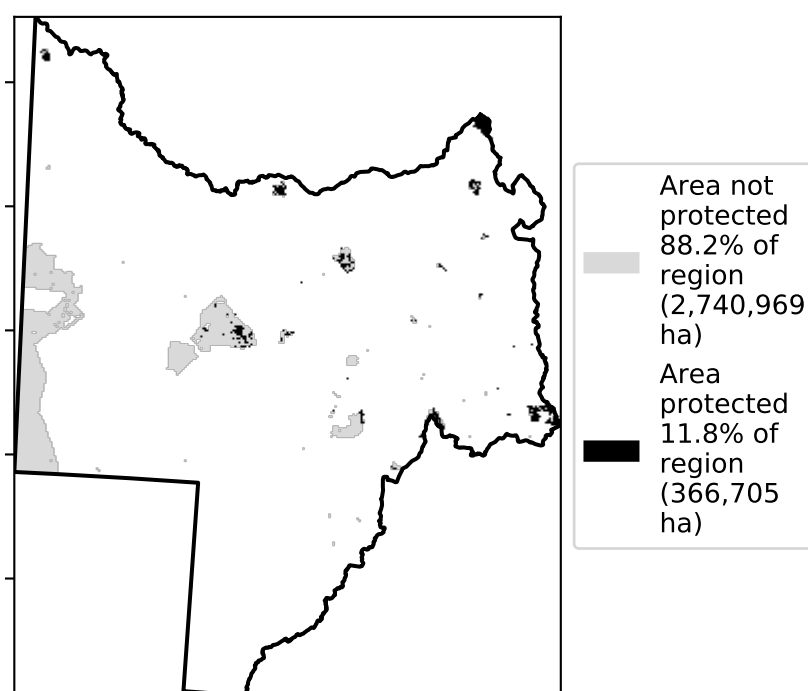 Area not
protected
88.2% of
region
(2,740,969
ha)
Area
protected
11.8% of
region
(366,705
ha)